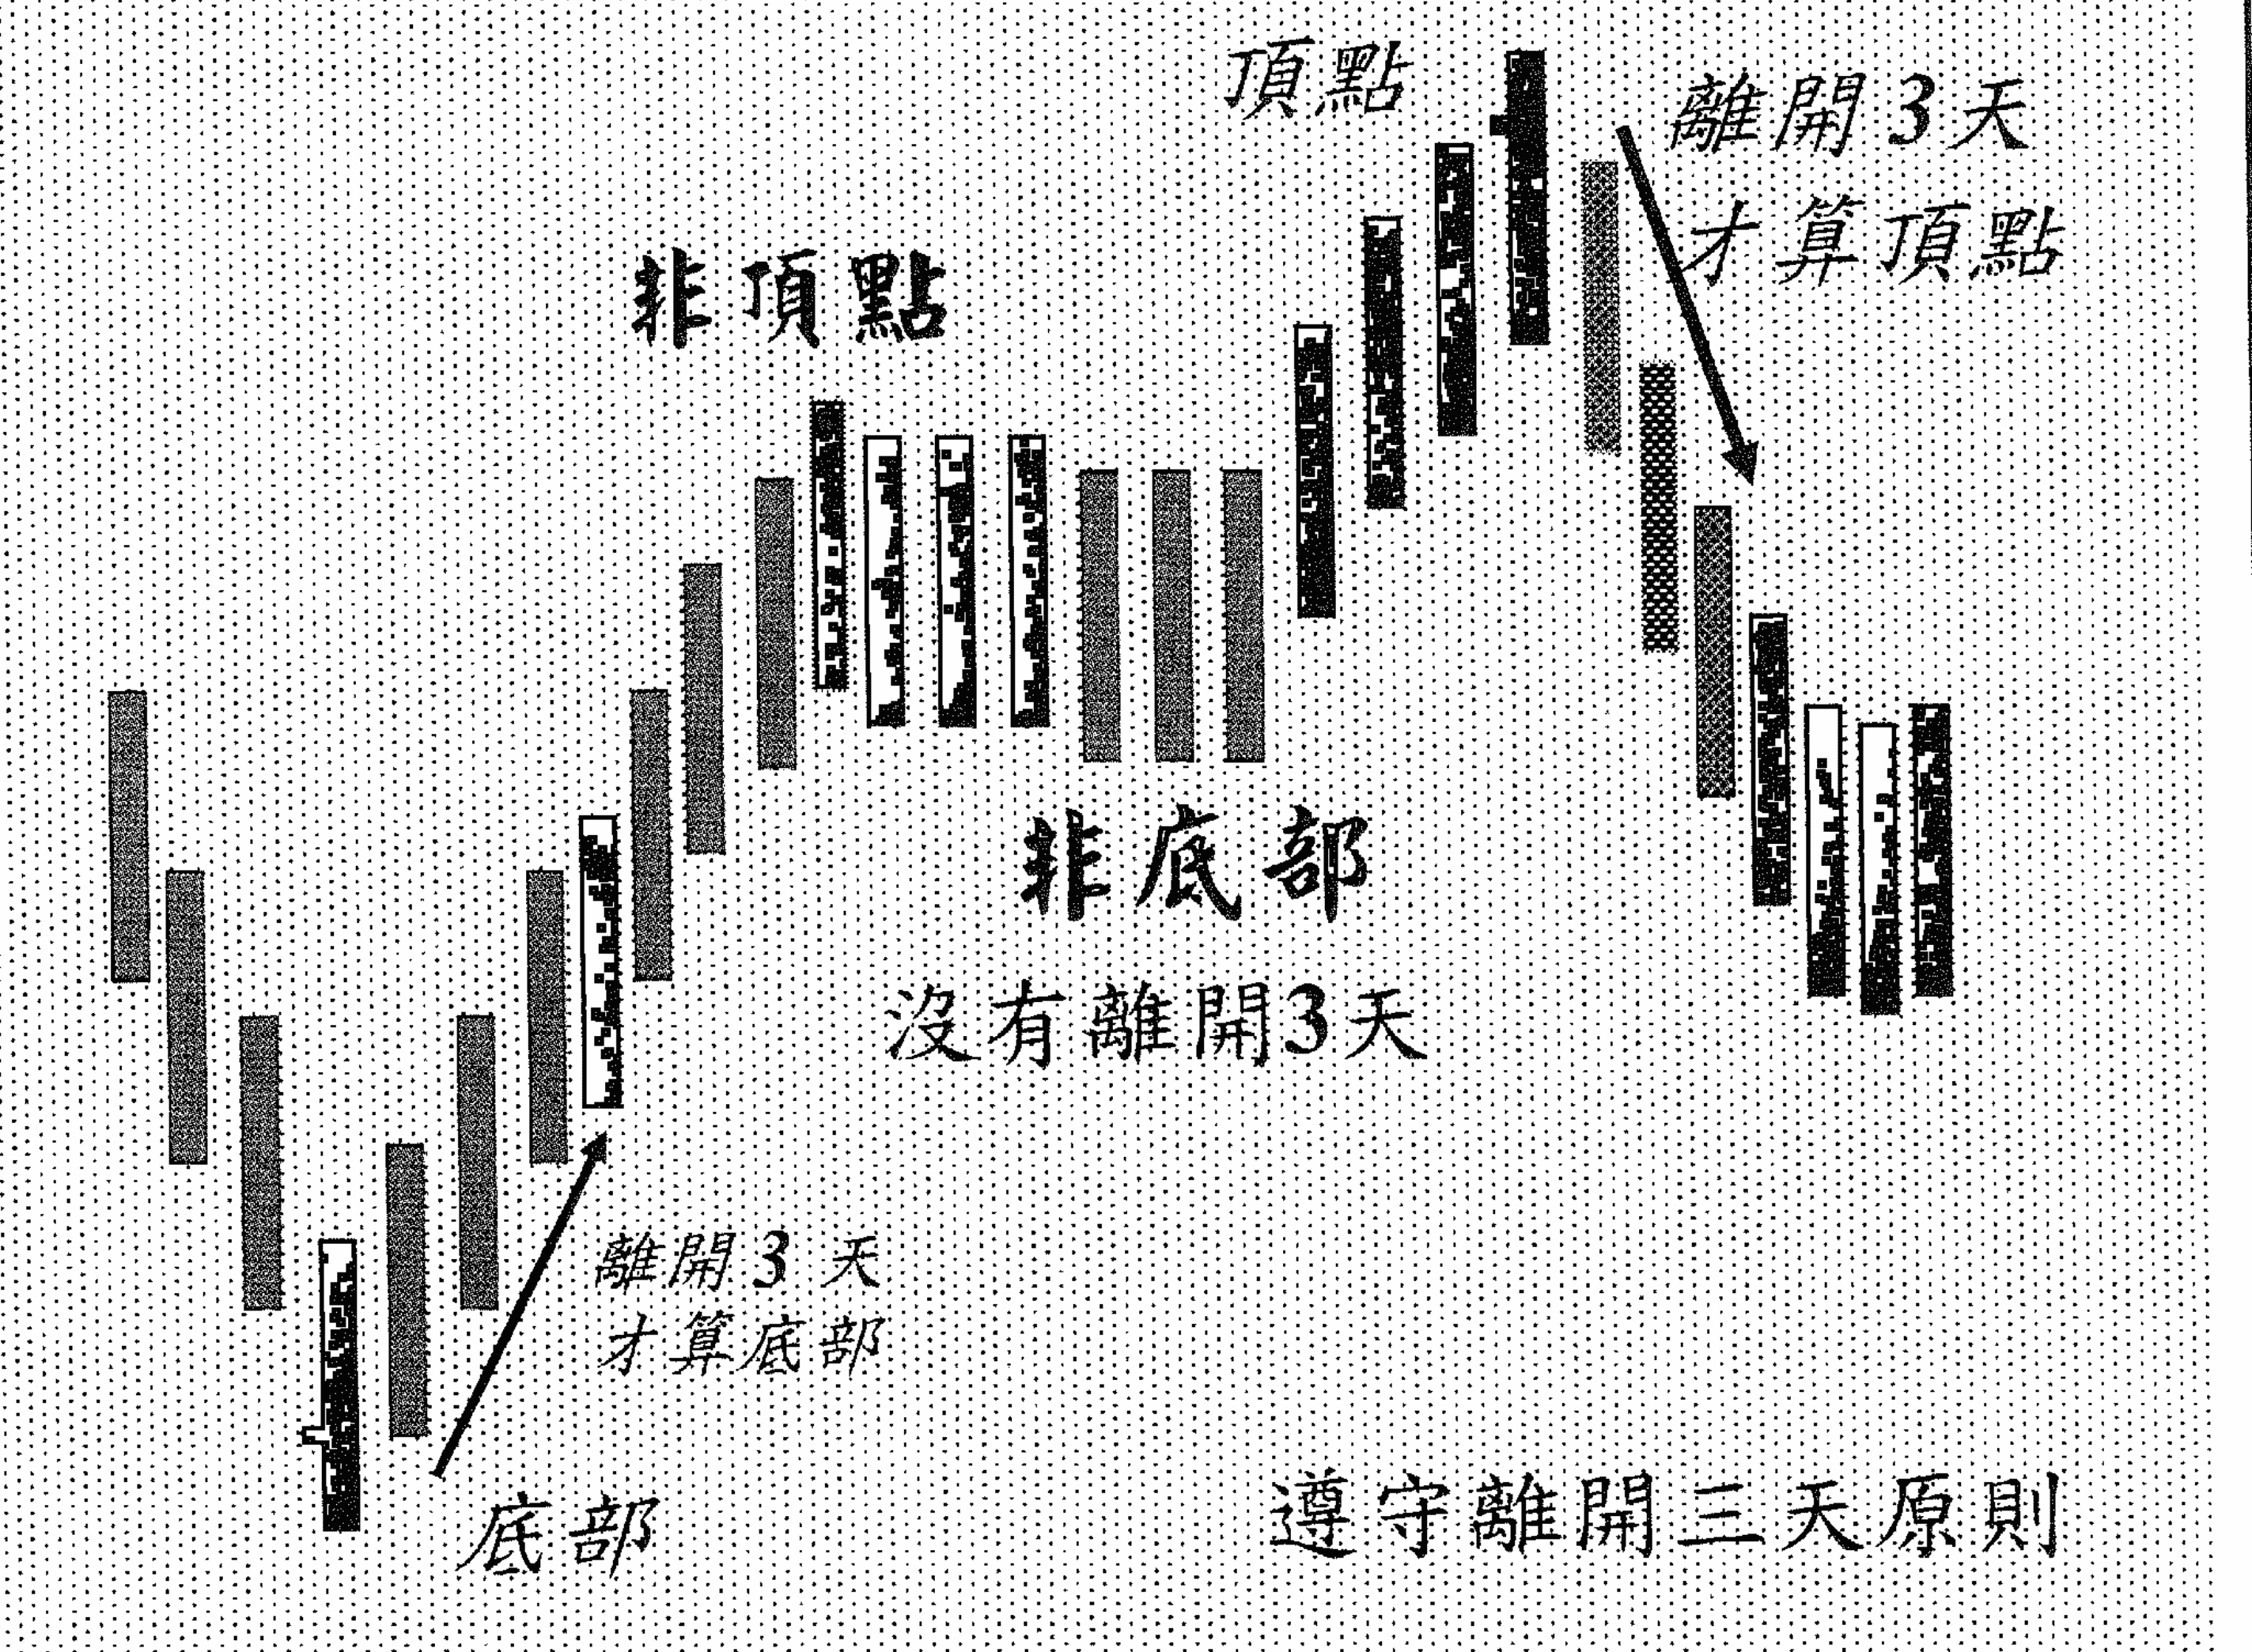 頂點
離開3天
才算頂點
非頂點
非底部
沒有離開3天
離開3天
才算底部
底部
遵守離開三天原則